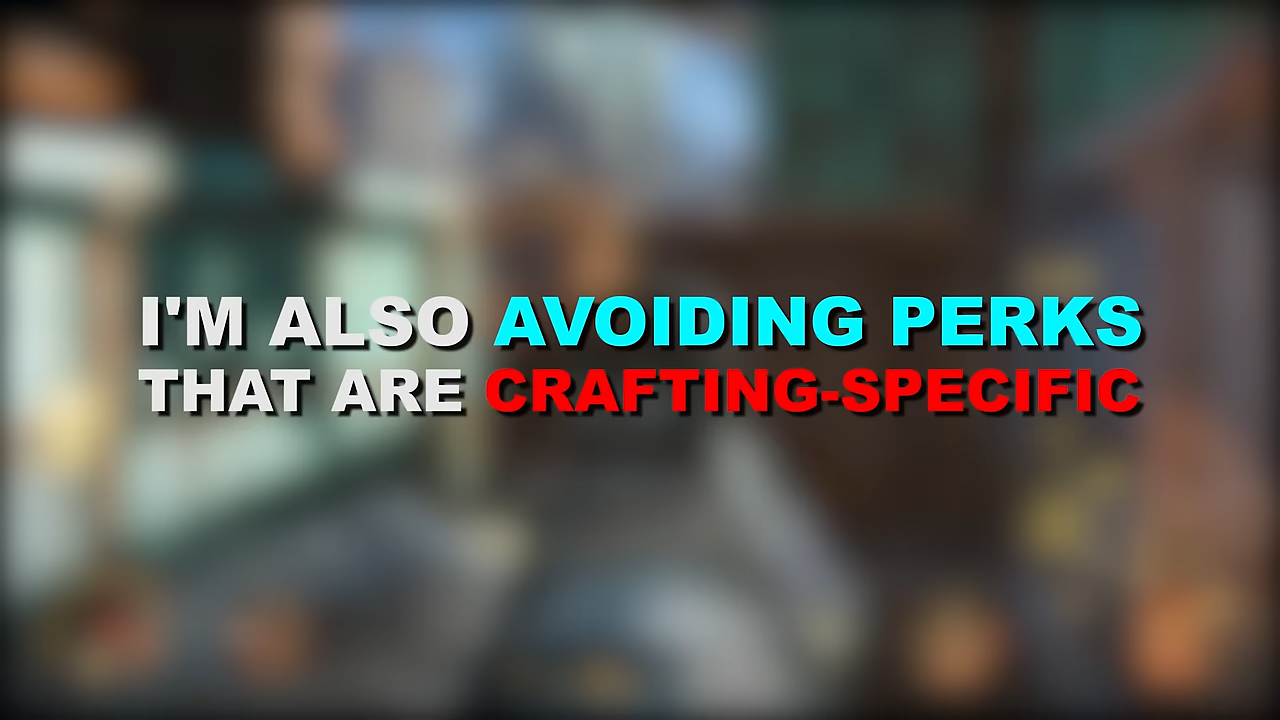 I'M ALSO AVOIDING PERKS
THAT ARE CRAFTING-SPECIFIC